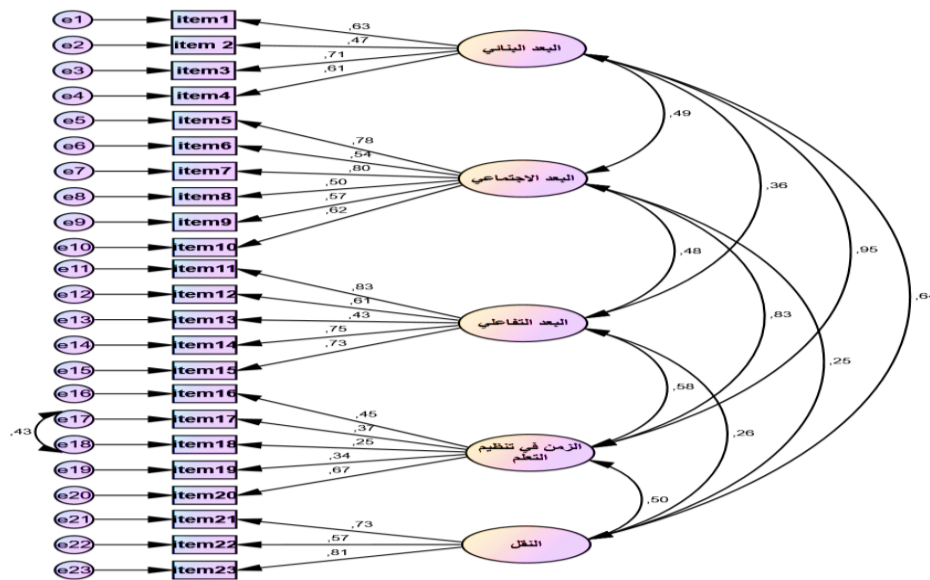 e1 item1 ,63
e2 item 2 ,47
البعد البنائي
e3 item3 ,71
e4 item4 ,61
,49
e5 item5 ,78
e6 item6 ,54
e7 item7 ,80
البعد الاجتماعي
,36
e8 item8 ,50
e9 item9 ,57
e10 item10 ,62
,48
,95
e11 item11 ,83
e12 item12 ,61
e13 item13 ,43
البعد التفاعلي
,83
e14 item14 ,75
e15 item15 ,73
,25
,58
e16 item16 ,45
e17 item17 ,37
,43
,26
e18 item18 ,25
الزمن في تنظيم
التعلم
e19 item19 ,34
e20 item20 ,67
,50
e21 item21 ,73
e22 item22 ,57
النقل
e23 item23 ,81